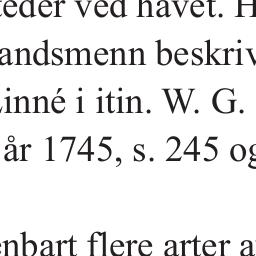 teder ved havet. H
andsmenn beskriv
inné i itin. W. G.
år 1745, s. 245 og
enbart flere arter a